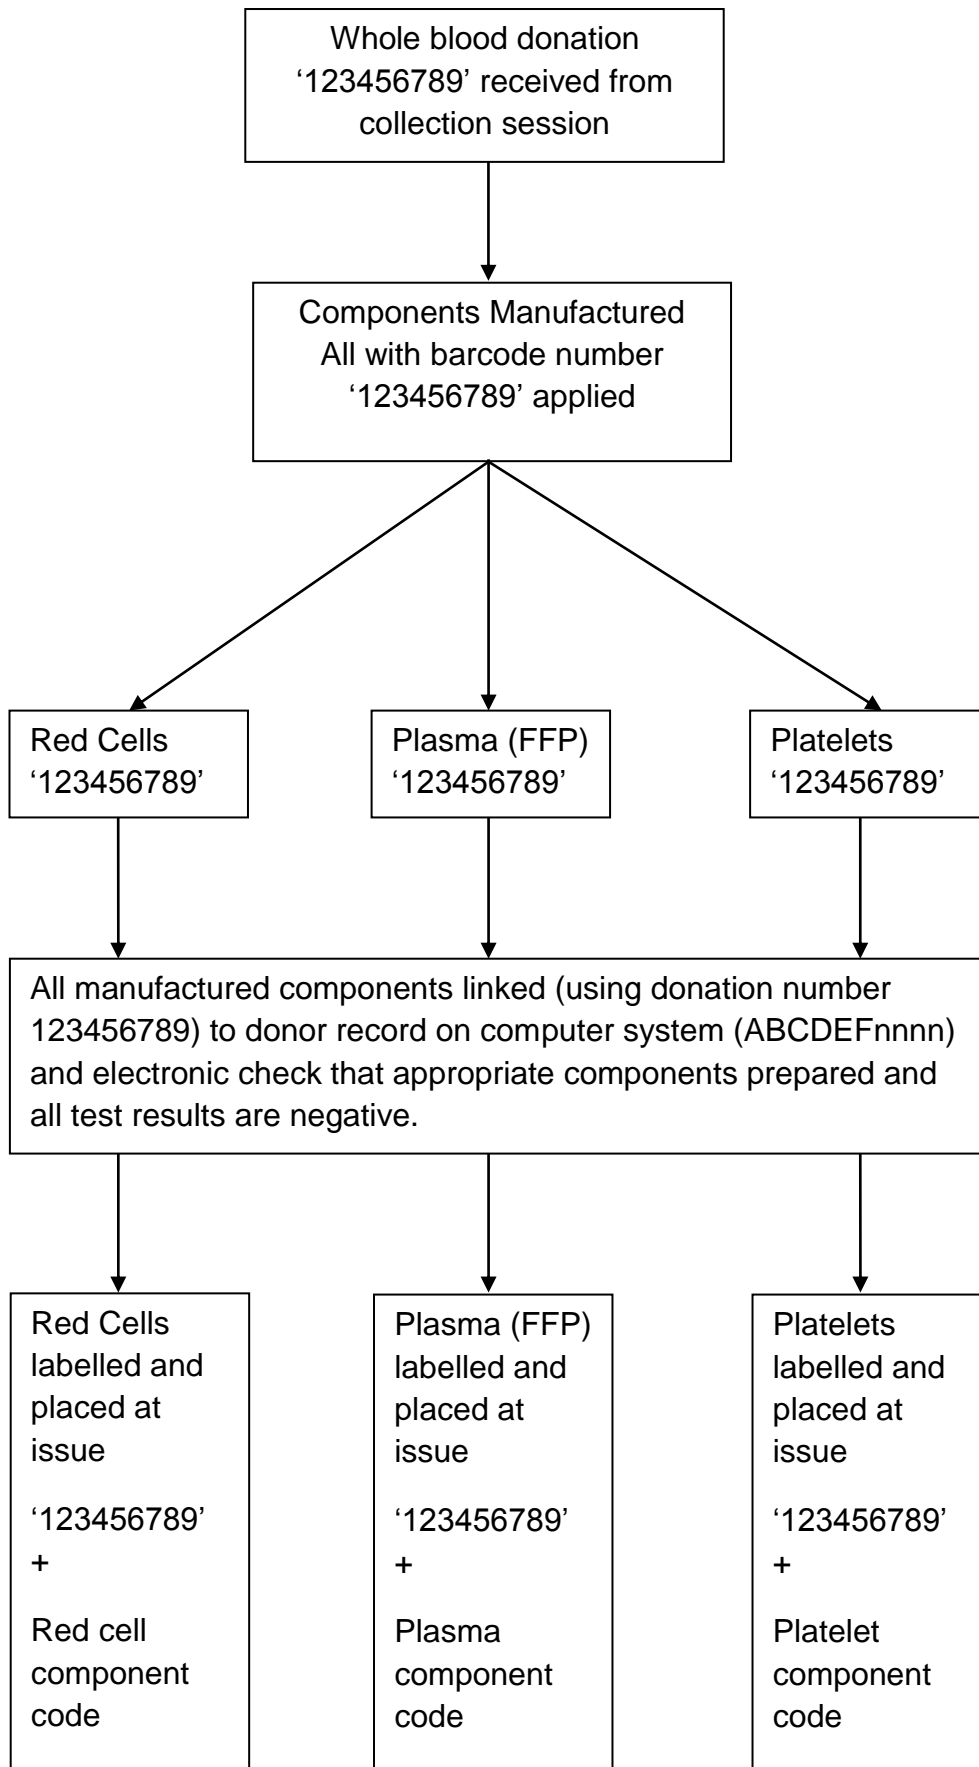 Whole blood donation
‘123456789’ received from
collection session
Components Manufactured
All with barcode number
‘123456789’ applied
Red Cells
‘123456789’
Plasma (FFP)
‘123456789’
Platelets
‘123456789’
All manufactured components linked (using donation number
123456789) to donor record on computer system (ABCDEFnnnn)
and electronic check that appropriate components prepared and
all test results are negative.
Red Cells
labelled and
placed at
issue
‘123456789’
+
Red cell
component
code
Plasma (FFP)
labelled and
placed at
issue
‘123456789’
+
Plasma
component
code
Platelets
labelled and
placed at
issue
‘123456789’
+
Platelet
component
code